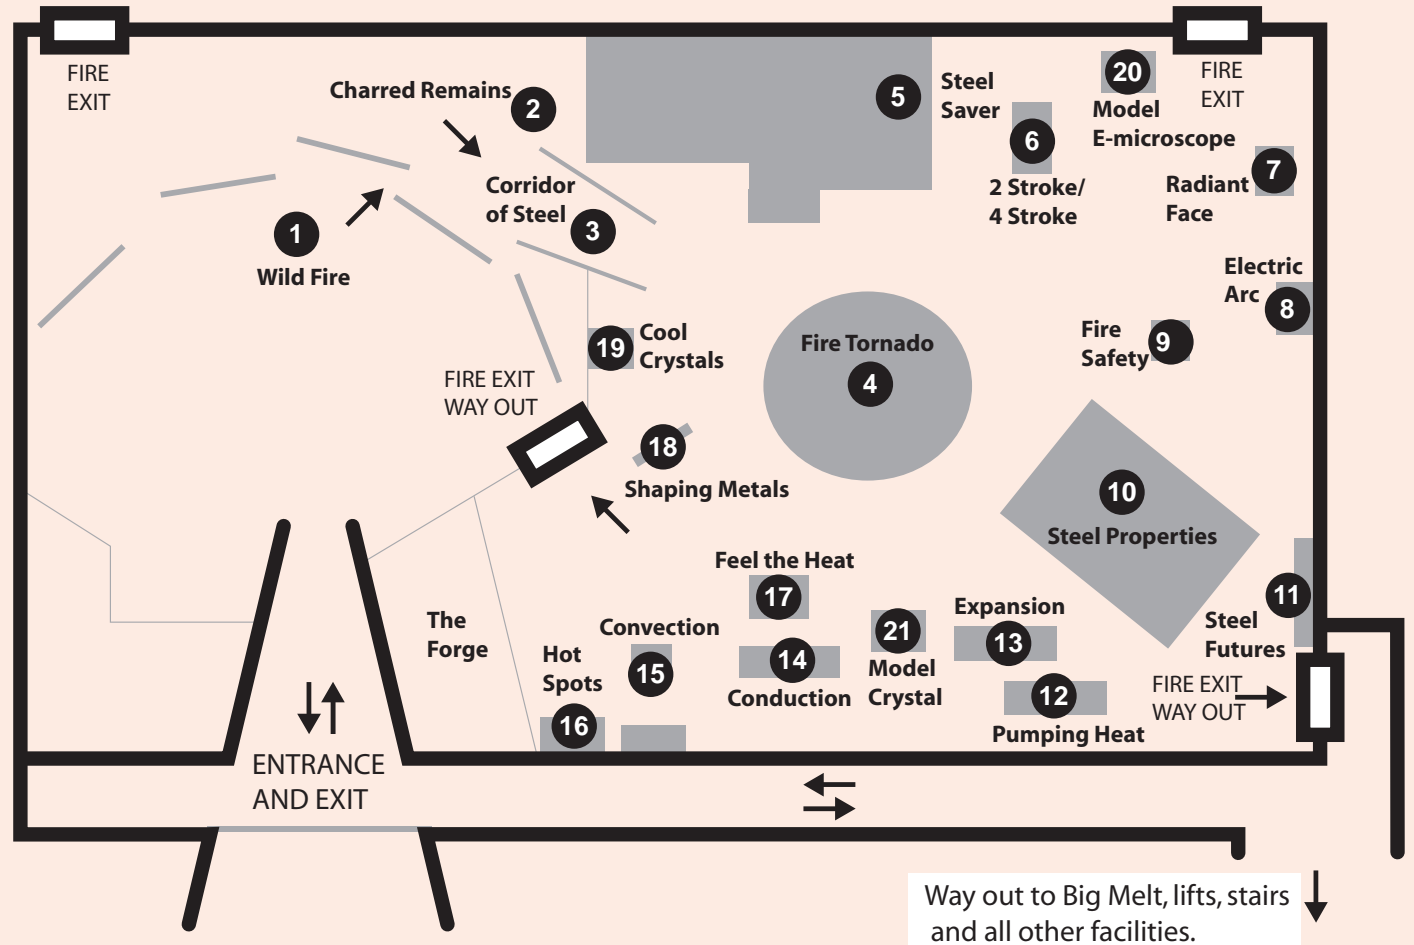 FIRE
EXIT
Charred Remains
2
Corridor
of Steel
3
1
Wild Fire
5
Steel
Saver
6
2 Stroke/
4 Stroke
20
Model
E-microscope
FIRE
EXIT
7
Radiant
Face
Electric
Arc
8
Fire
Safety
9
Fire Tornado
4
19
Cool
Crystals
FIRE EXIT
WAY OUT
18
Shaping Metals
10
Steel Properties
11
Steel
Futures
Feel the Heat
17
Expansion
13
21
Model
Crystal
14
Conduction
Convection
15
The
Forge
Hot
Spots
16
12
Pumping Heat
FIRE EXIT
WAY OUT
ENTRANCE
AND EXIT
Way out to Big Melt, lifts, stairs
and all other facilities.